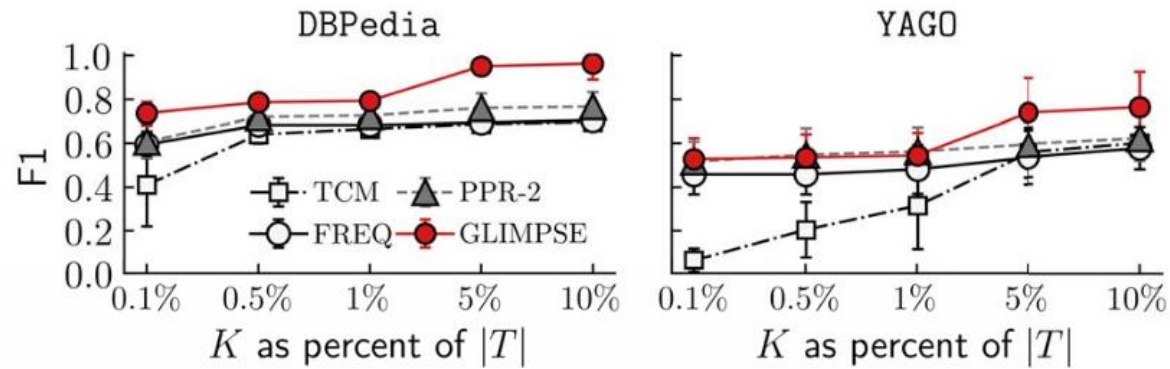 DBPedia
YAGO
F1
1.0
0.8
0.6
0.4
0.2
0.0
TCM
PPR-2
FREQ
GLIMPSE
0.1% 0.5% 1% 5% 10%
K as percent of |T|
0.1% 0.5% 1% 5% 10%
K as percent of |T|